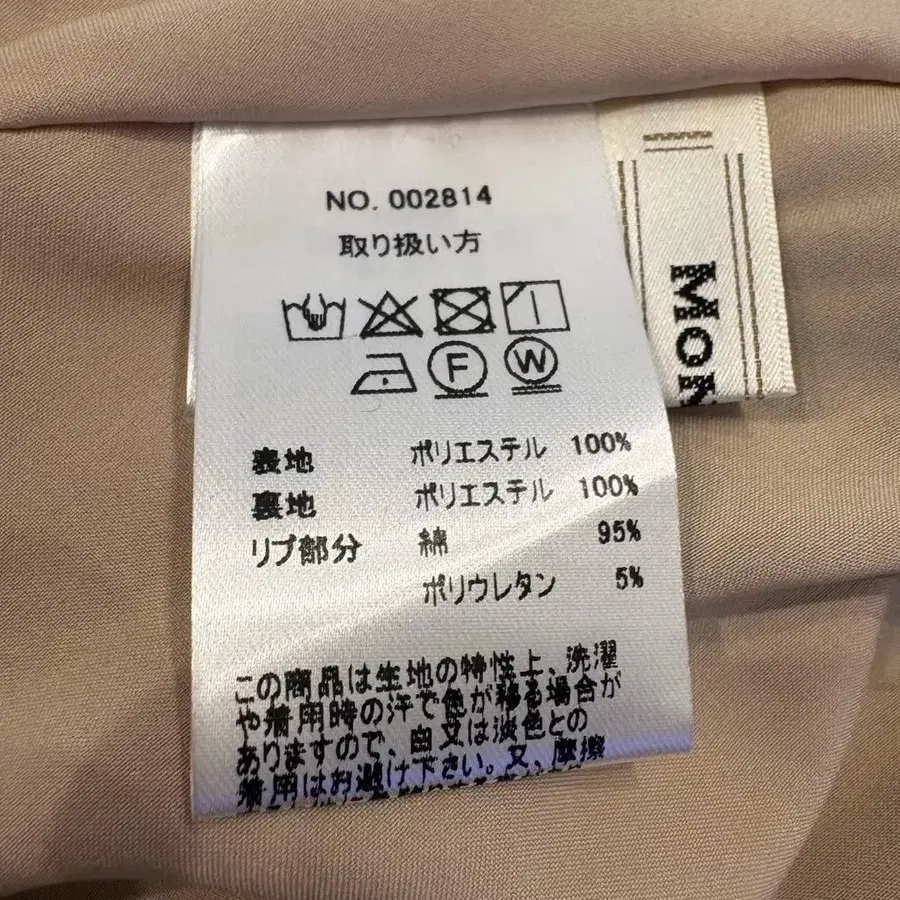 NO. 002814
取り扱い方
F W
表地 ポリエステル 100%
裏地 ポリエステル 100%
リブ部分 綿 95%
ポリウレタン 5%
この商品は生地の特性上、洗濯
や着用時の汗で色が移る場合が
ありますので、白又は淡色との
着用はお避け下さい。又、摩擦
MON